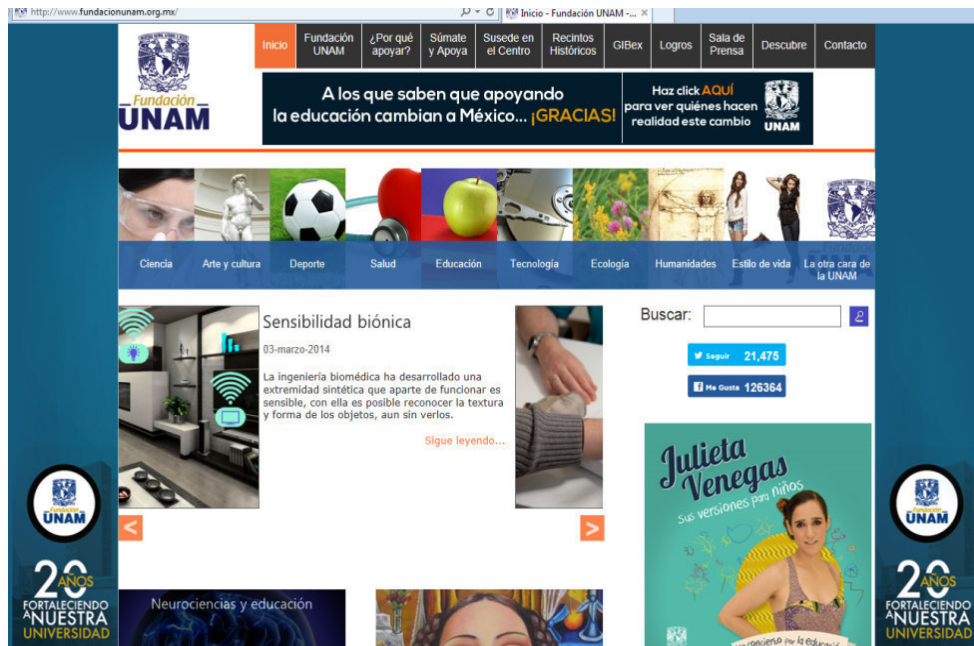 http://www.fundacionunam.org.mx/
Inicio - Fundación UNAM -...
Fundación
UNAM
Inicio
Fundación
UNAM
¿Por qué
apoyar?
Súmate
y Apoya
Susede en
el Centro
Recintos
Históricos
GIBex
Logros
Sala de
Prensa
Descubre
Contacto
A los que saben que apoyando
la educación cambian a México... ¡GRACIAS!
Haz click AQUÍ
para ver quiénes hacen
realidad este cambio
UNAM
Ciencia
Arte y cultura
Deporte
Salud
Educación
Tecnología
Ecología
Humanidades
Estilo de vida
La otra cara de
la UNAM
Sensibilidad biónica
03-marzo-2014
La ingeniería biomédica ha desarrollado una
extremidad sintética que aparte de funcionar es
sensible, con ella es posible reconocer la textura
y forma de los objetos, aun sin verlos.
Sigue leyendo...
Buscar:
Seguir 21,475
Me Gusta 126364
Julieta
Venegas
Sus versiones para niños
concierto por la educación
Neurociencias y educación
Fundación
UNAM
20
AÑOS
FORTALECIENDO
A NUESTRA
UNIVERSIDAD
Fundación
UNAM
20
AÑOS
FORTALECIENDO
A NUESTRA
UNIVERSIDAD